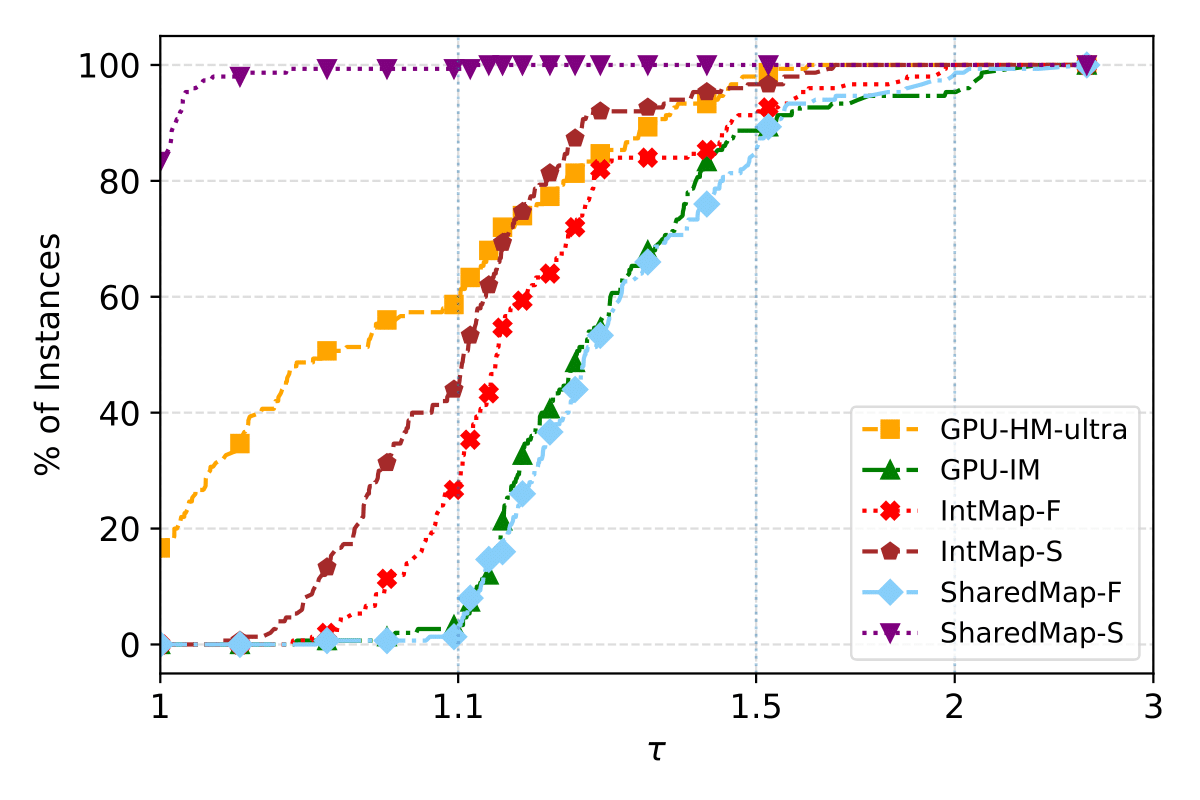 100
80
60
40
20
0
% of Instances
1
1.1
1.5
2
3
τ
GPU-HM-ultra
GPU-IM
IntMap-F
IntMap-S
SharedMap-F
SharedMap-S